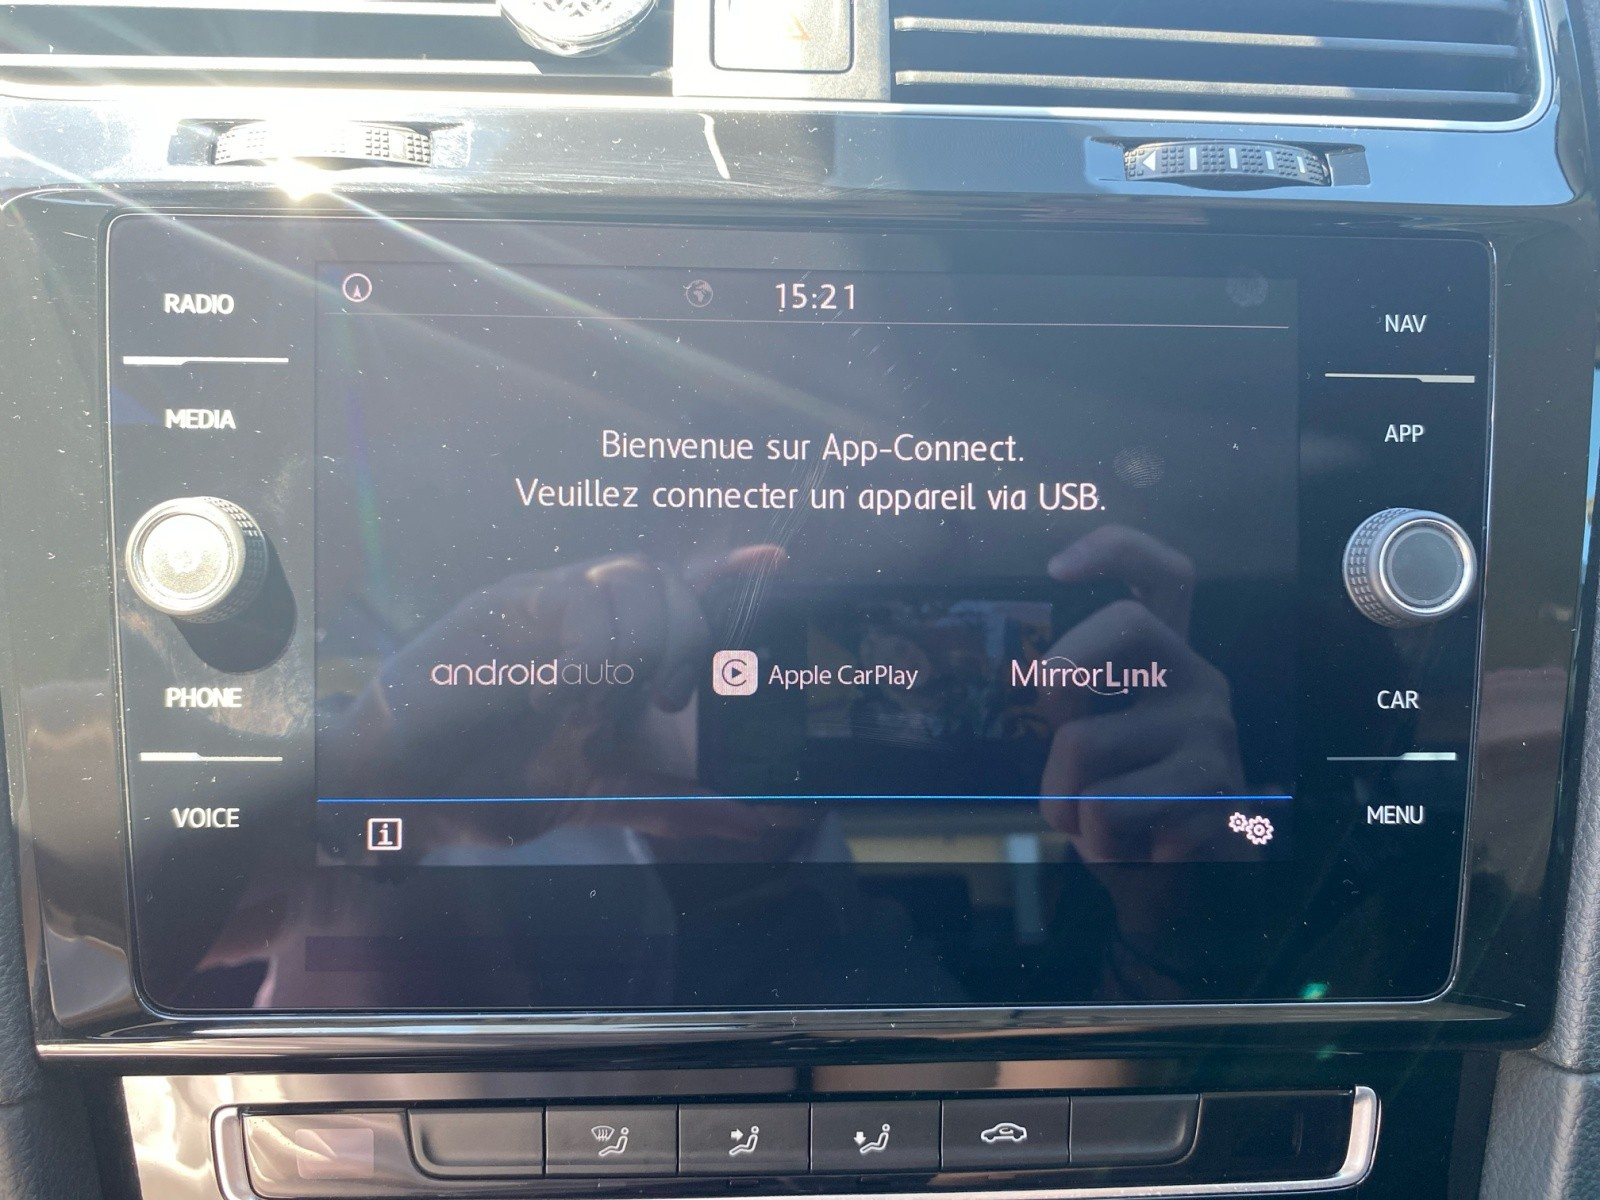 15:21
RADIO
MEDIA
PHONE
VOICE
Bienvenue sur App-Connect.
Veuillez connecter un appareil via USB.
androidauto
Apple CarPlay
MirrorLink
NAV
APP
CAR
MENU